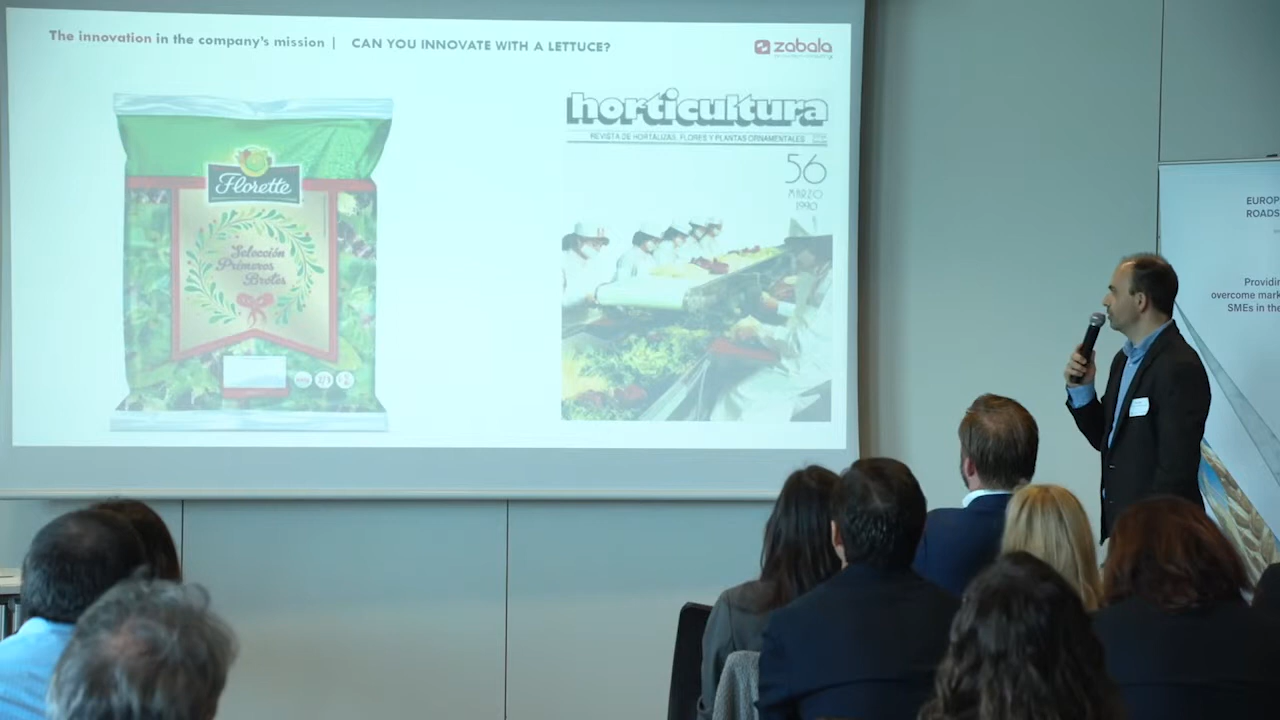 The innovation in the company's mission | CAN YOU INNOVATE WITH A LETTUCE?
zabala
Florette
Selección
Primeros
Brotes
horticultura
REVISTA DE HORTALIZAS, FLORES Y PLANTAS ORNAMENTALES
56
MARZO
1990
EUROP
ROADS
Providin
overcome mark
SMEs in the